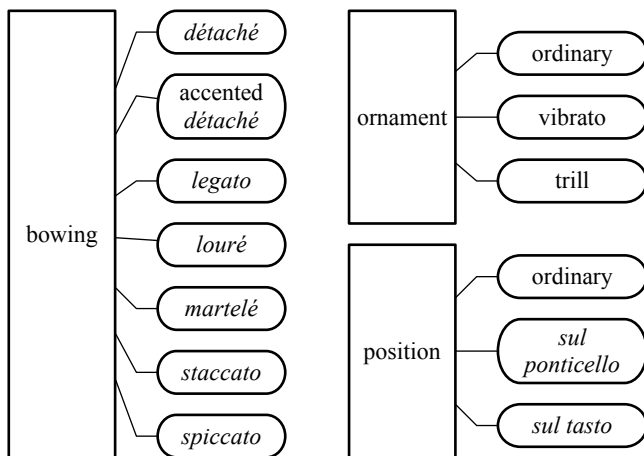 bowing
détaché
accented
détaché
legato
louré
martelé
staccato
spiccato
ornament
ordinary
vibrato
trill
position
ordinary
sul
ponticello
sul tasto